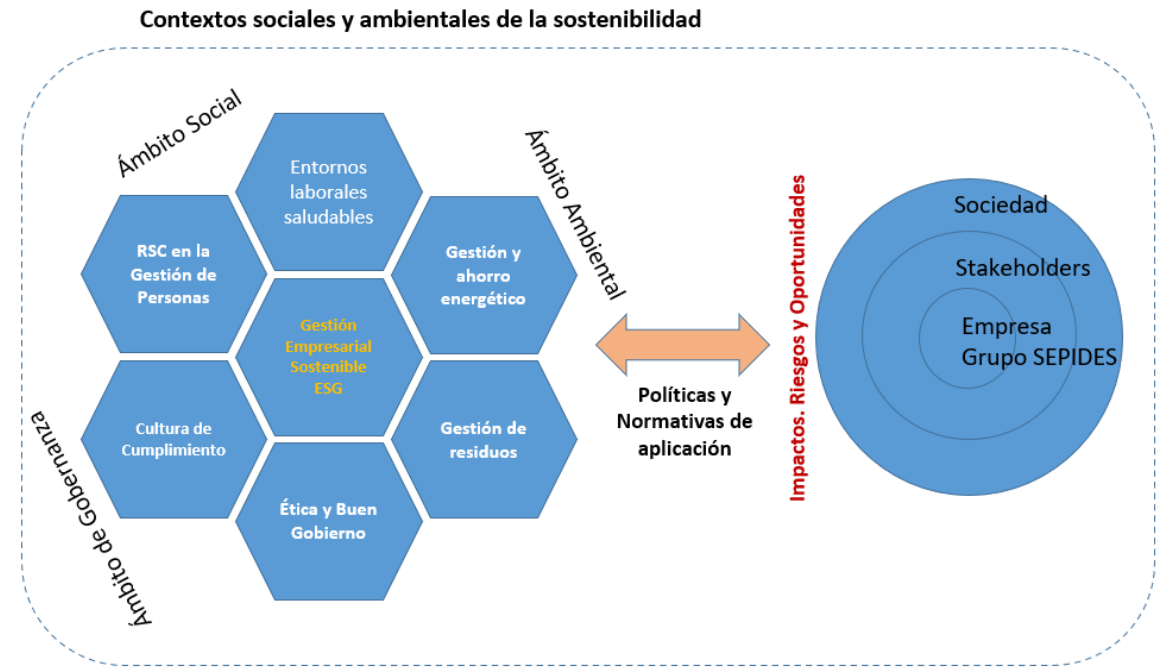 Contextos sociales y ambientales de la sostenibilidad
Ámbito Social
Entornos
laborales
saludables
Ámbito Ambiental
RSC en la
Gestión de
Personas
Gestión y
ahorro
energético
Gestión
Empresarial
Sostenible
ESG
Cultura de
Cumplimiento
Gestión de
residuos
Ética y Buen
Gobierno
Ámbito de Gobernanza
Políticas y
Normativas de
aplicación
Impactos. Riesgos y Oportunidades
Sociedad
Stakeholders
Empresa
Grupo SEPIDES